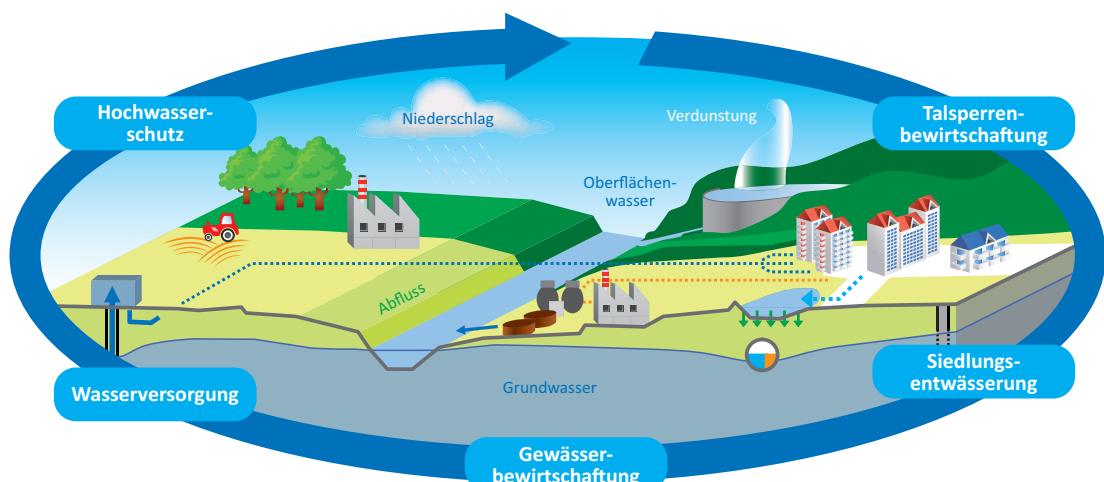 Hochwasser-
schutz
Niederschlag
Verdunstung
Talsperren-
bewirtschaftung
Oberflächen-
wasser
Abfluss
Wasserversorgung
Grundwasser
Siedlungs-
entwässerung
Gewässer-
bewirtschaftung